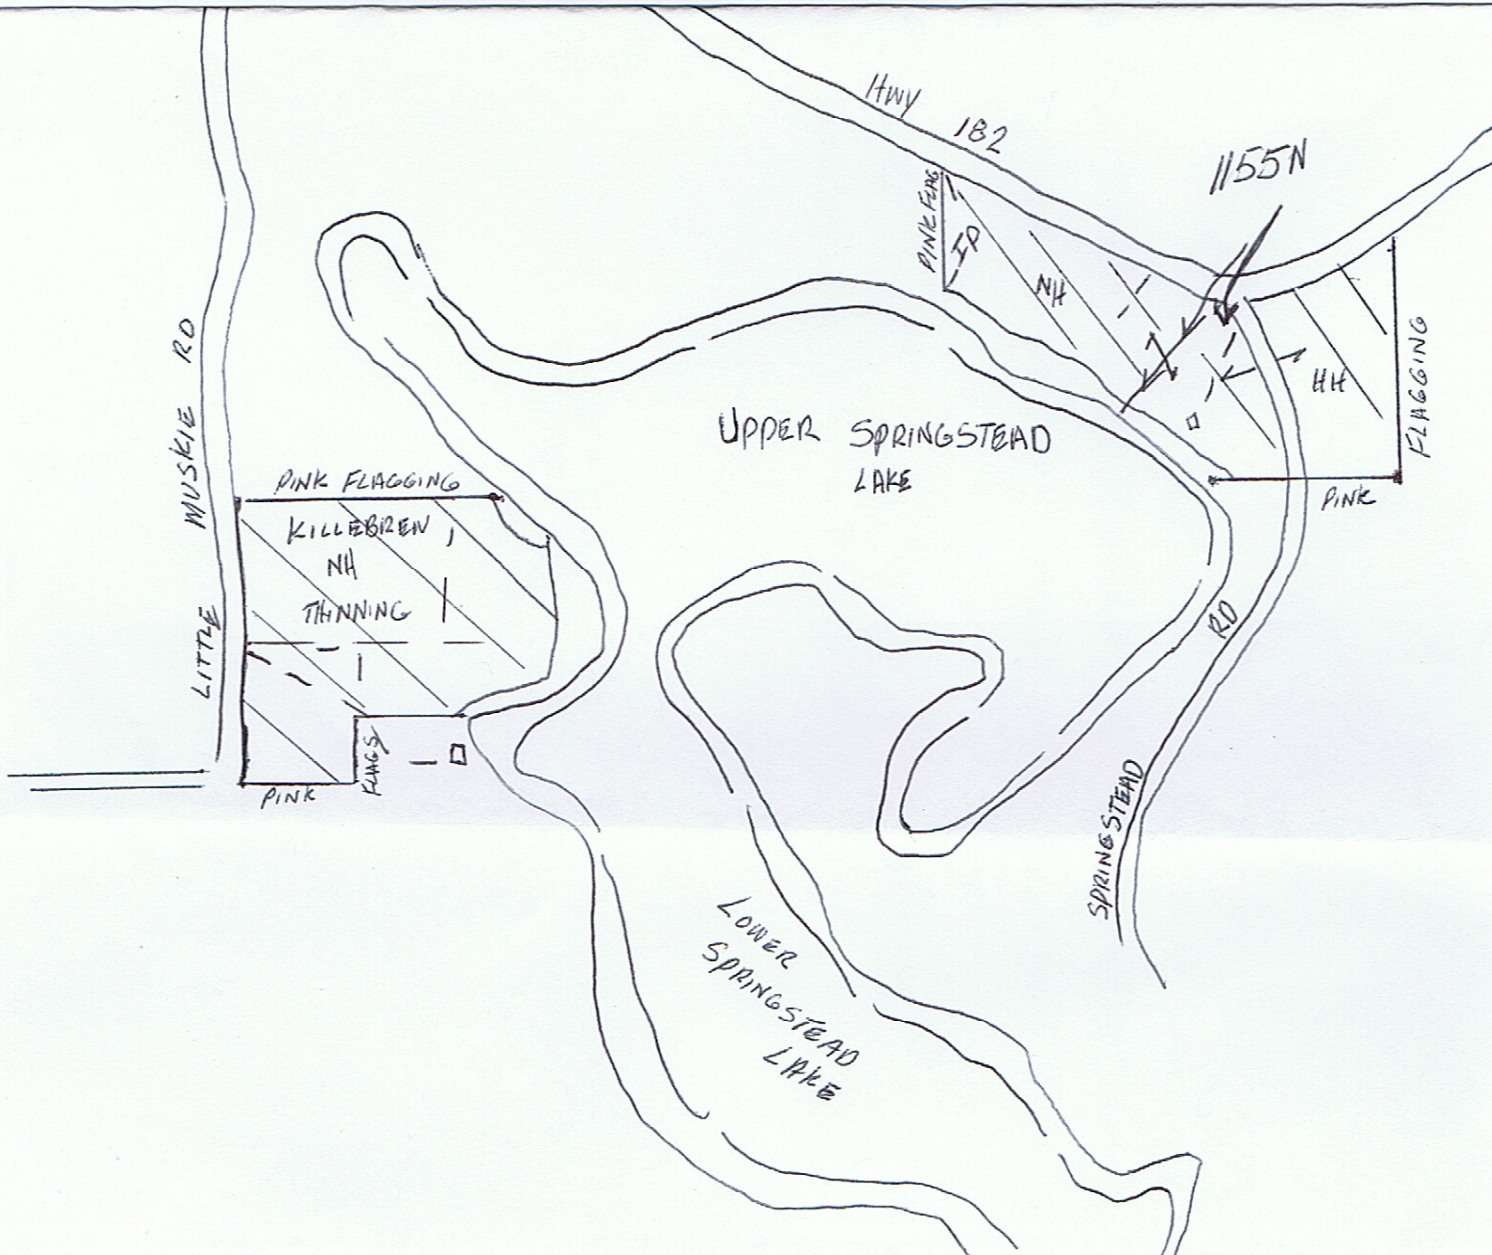 HWY
182
1155N
PINK FLAG
IP
NH
HH
FLAGGING
PINK
UPPER SPRINGSTEAD
LAKE
LITTLE MUSKIE RD
PINK FLAGGING
KILLEBREN
NH
THINNING
FLAGS
PINK
RD
SPRINGSTEAD
LOWER
SPRINGSTEAD
LAKE